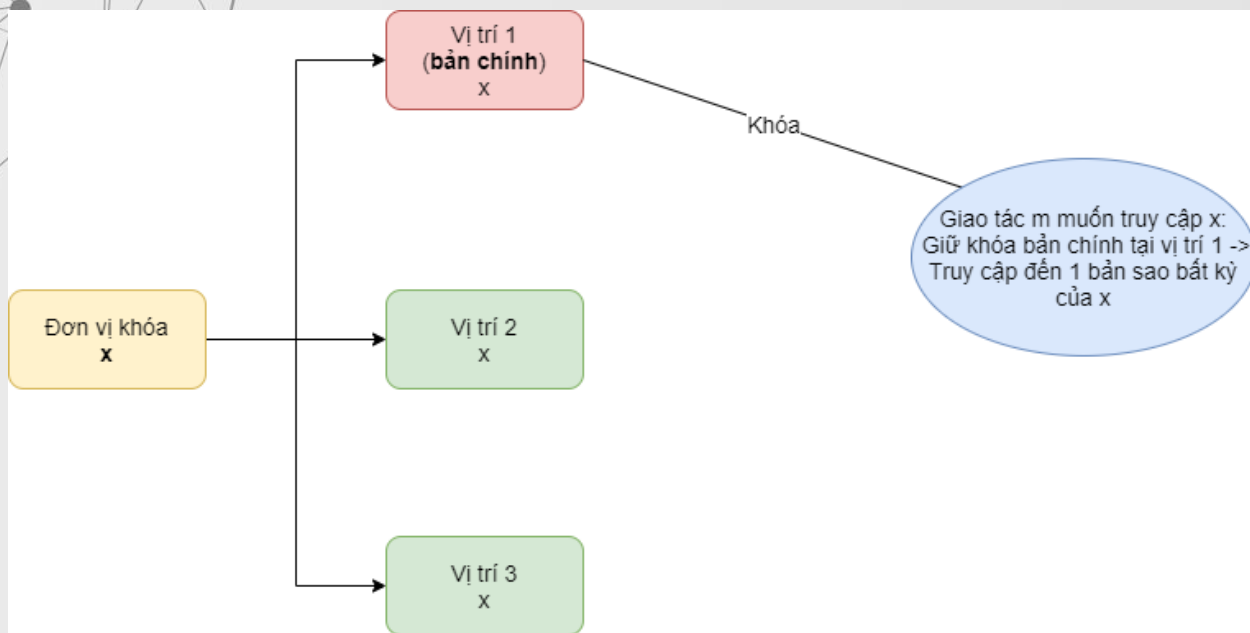 Vị trí 1
(bản chính)
x
Khóa
Giao tác m muốn truy cập x:
Giữ khóa bản chính tại vị trí 1 ->
Truy cập đến 1 bản sao bất kỳ
của x
Đơn vị khóa
x
Vị trí 2
x
Vị trí 3
x